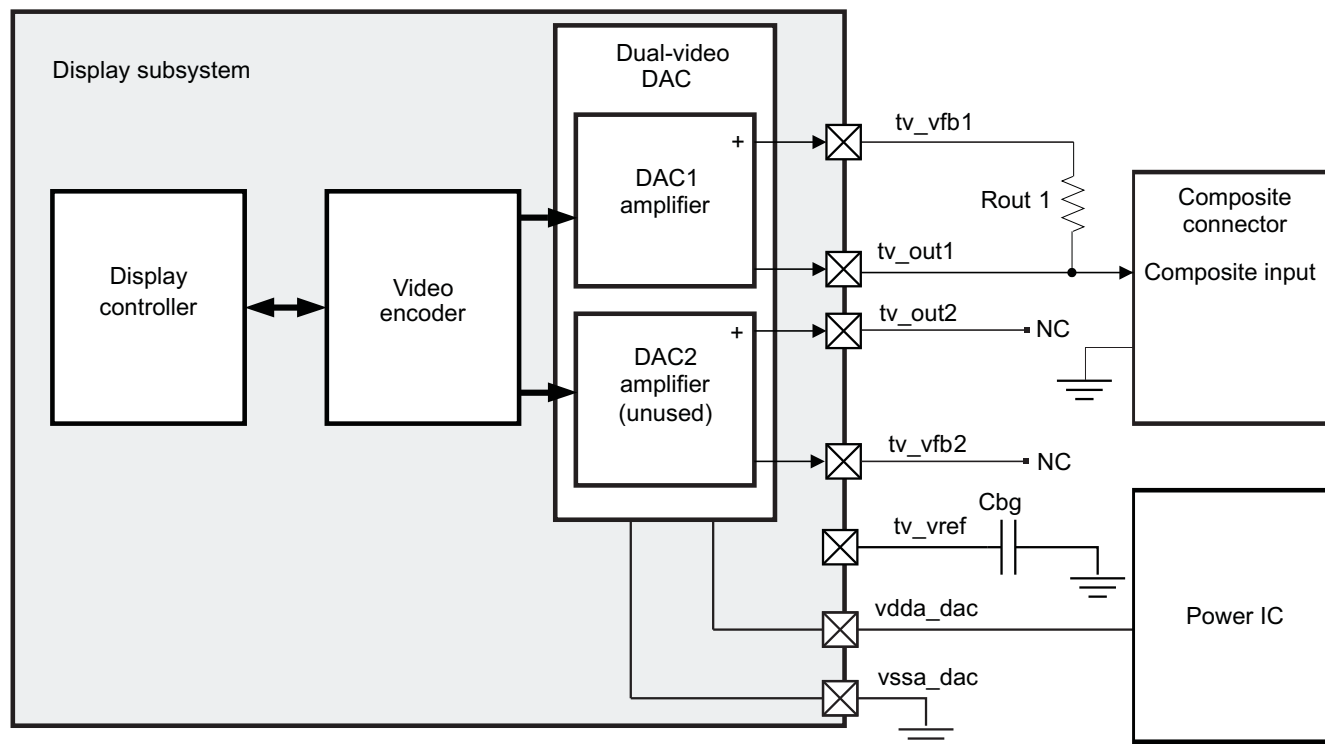 Display subsystem
Dual-video
DAC
+
DAC1
amplifier
Display
controller
Video
encoder
+
DAC2
amplifier
(unused)
tv_vfb1
Rout 1
tv_out1
tv_out2
NC
tv_vfb2
NC
Cbg
tv_vref
vdda_dac
vssa_dac
Composite
connector
Composite input
Power IC